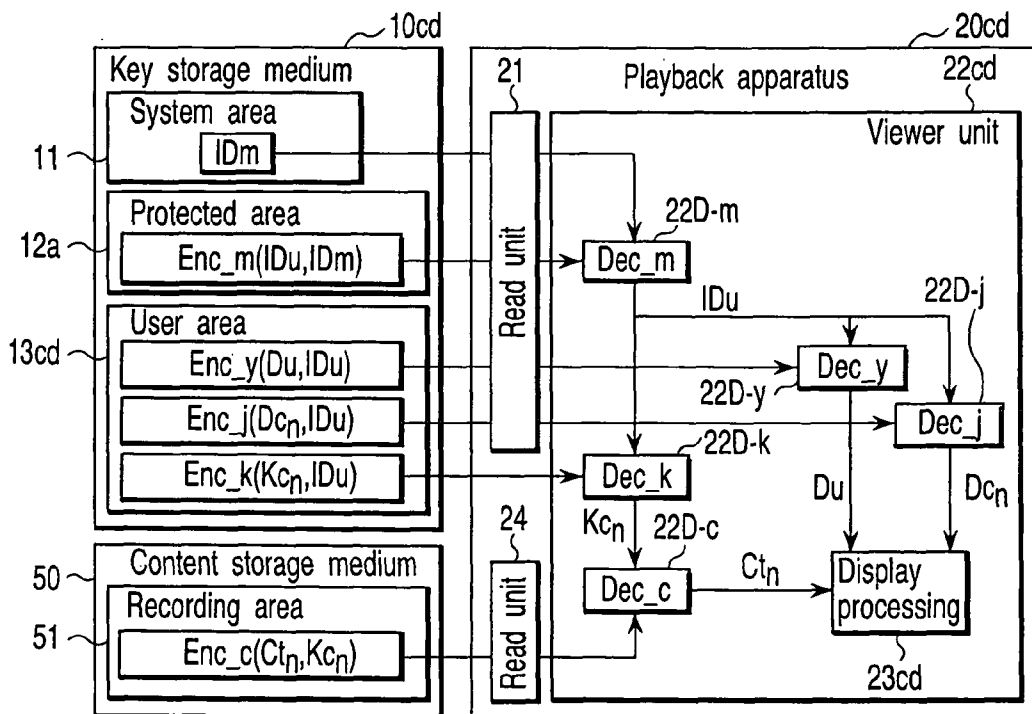 10cd
Key storage medium
System area
IDm
11
Protected area
Enc_m(IDu,IDm)
12a
User area
13cd
Enc_y(Du,IDu)
Enc_j(Dcn,IDu)
Enc_k(Kcn,IDu)
50
Content storage medium
Recording area
51
Enc_c(Ctn,Kcn)
20cd
21
Playback apparatus
22cd
Viewer unit
Read unit
22D-m
Dec_m
IDu
22D-j
Dec_y
22D-y
Dec_j
22D-k
Dec_k
Du
Dcn
Kcn
22D-c
24
Read unit
Dec_c
Ctn
Display
processing
23cd